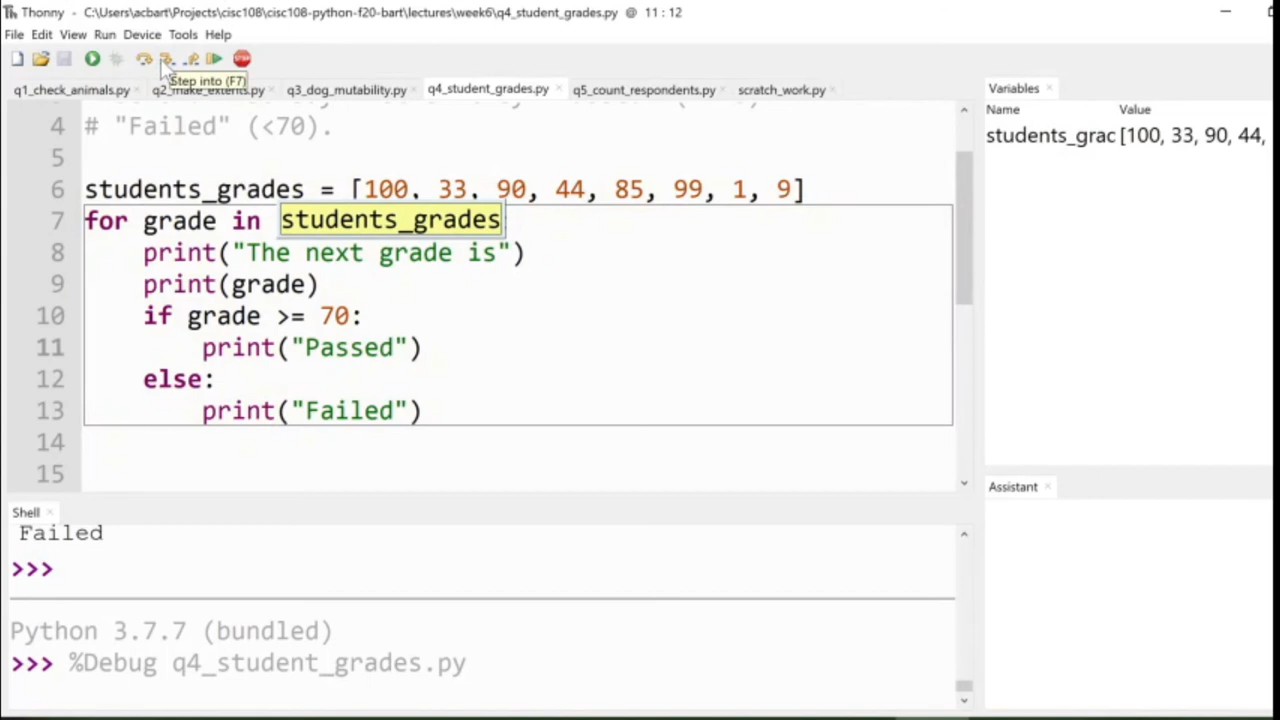 Thonny - C:\Users\acbart\Projects\cisc108\cisc108-python-f20-bart\lectures\week6\q4_student_grades.py @ 11 : 12
File Edit View Run Device Tools Help
STOP
Step into (F7)
q1_check_animals.py q2_make_extents.py q3_dog_mutability.py q4_student_grades.py q5_count_respondents.py scratch_work.py
4 # "Failed" (<70).
5
6 students_grades = [100, 33, 90, 44, 85, 99, 1, 9]
7 for grade in students_grades
8 print("The next grade is")
9 print(grade)
10 if grade >= 70:
11 print("Passed")
12 else:
13 print("Failed")
14
15
Variables
Name Value
students_grac [100, 33, 90, 44,
Assistant
Shell
Failed
>>>
Python 3.7.7 (bundled)
>>> %Debug q4_student_grades.py